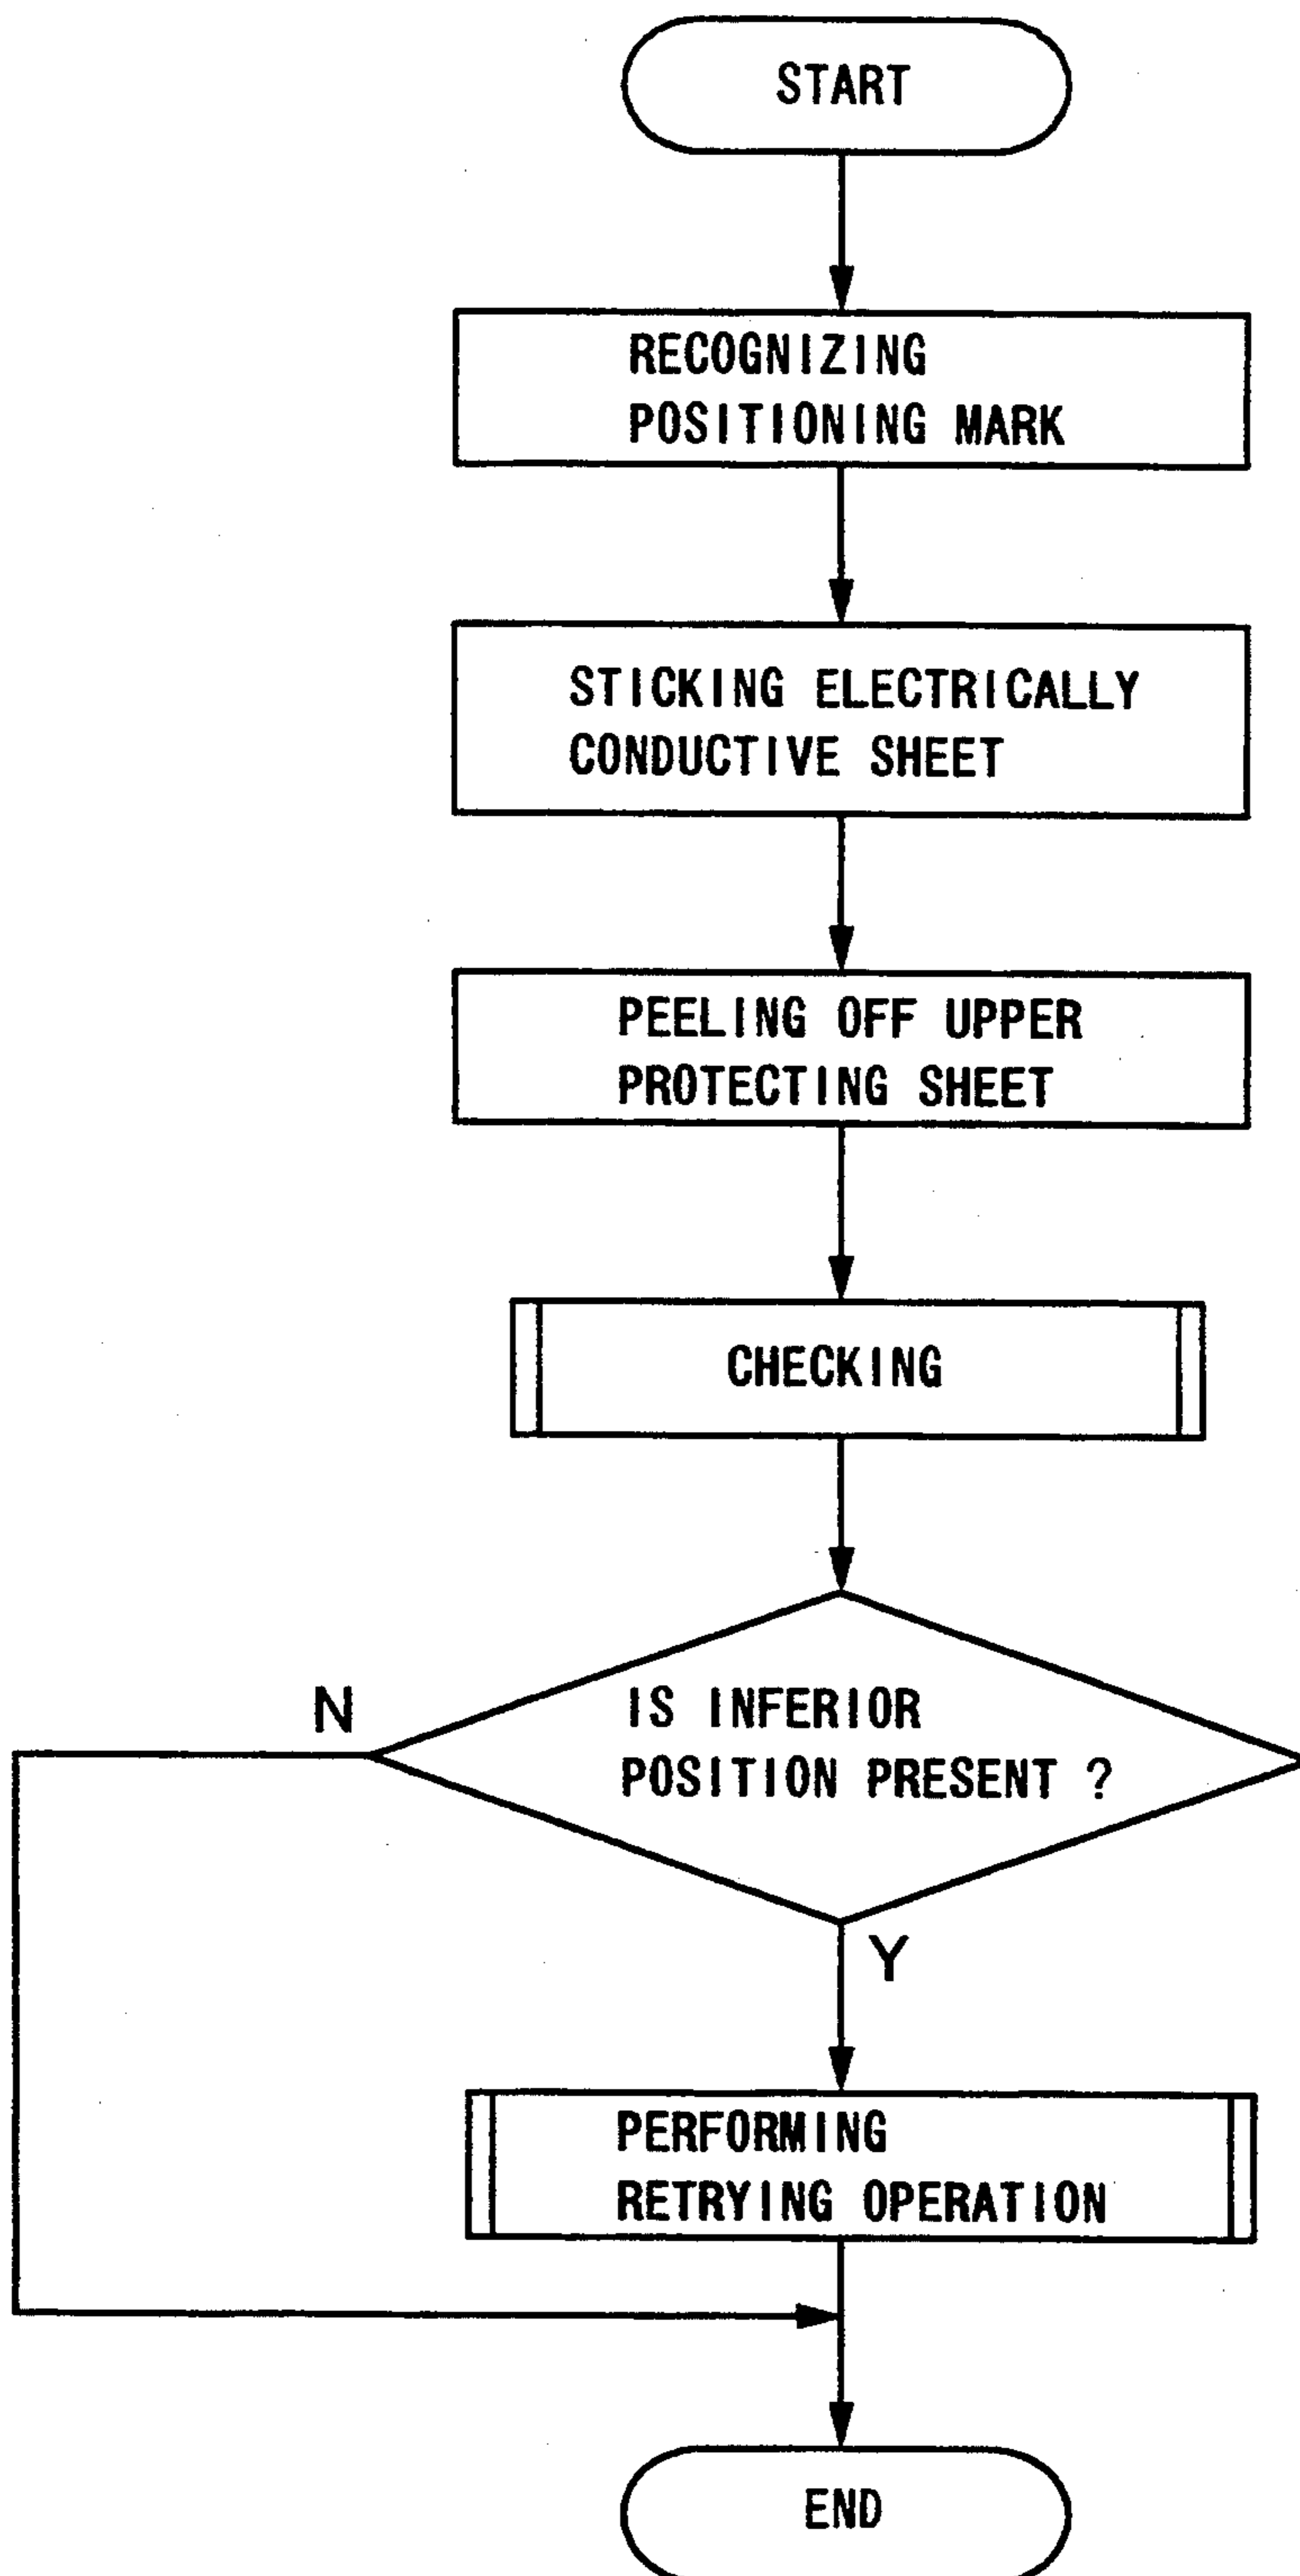 START
RECOGNIZING
POSITIONING MARK
STICKING ELECTRICALLY
CONDUCTIVE SHEET
PEELING OFF UPPER
PROTECTING SHEET
CHECKING
N
IS INFERIOR
POSITION PRESENT ?
Y
PERFORMING
RETRYING OPERATION
END